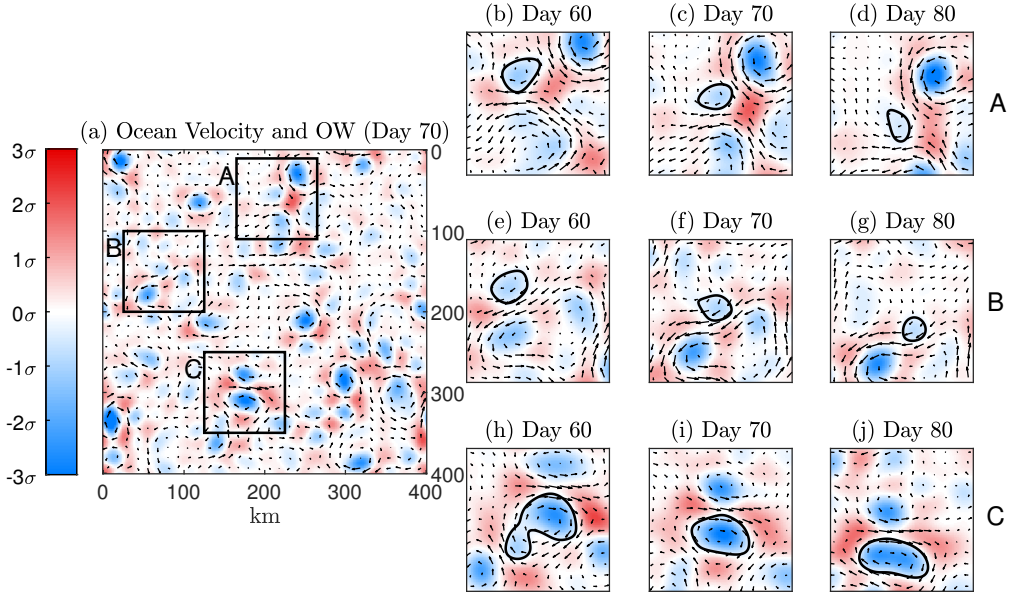 (b) Day 60
(c) Day 70
(d) Day 80
A
(a) Ocean Velocity and OW (Day 70)
3σ
2σ
1σ
0σ
-1σ
-2σ
-3σ
A
B
C
0
100
200
300
400
0
100
200
300
400
km
(e) Day 60
(f) Day 70
(g) Day 80
B
(h) Day 60
(i) Day 70
(j) Day 80
C